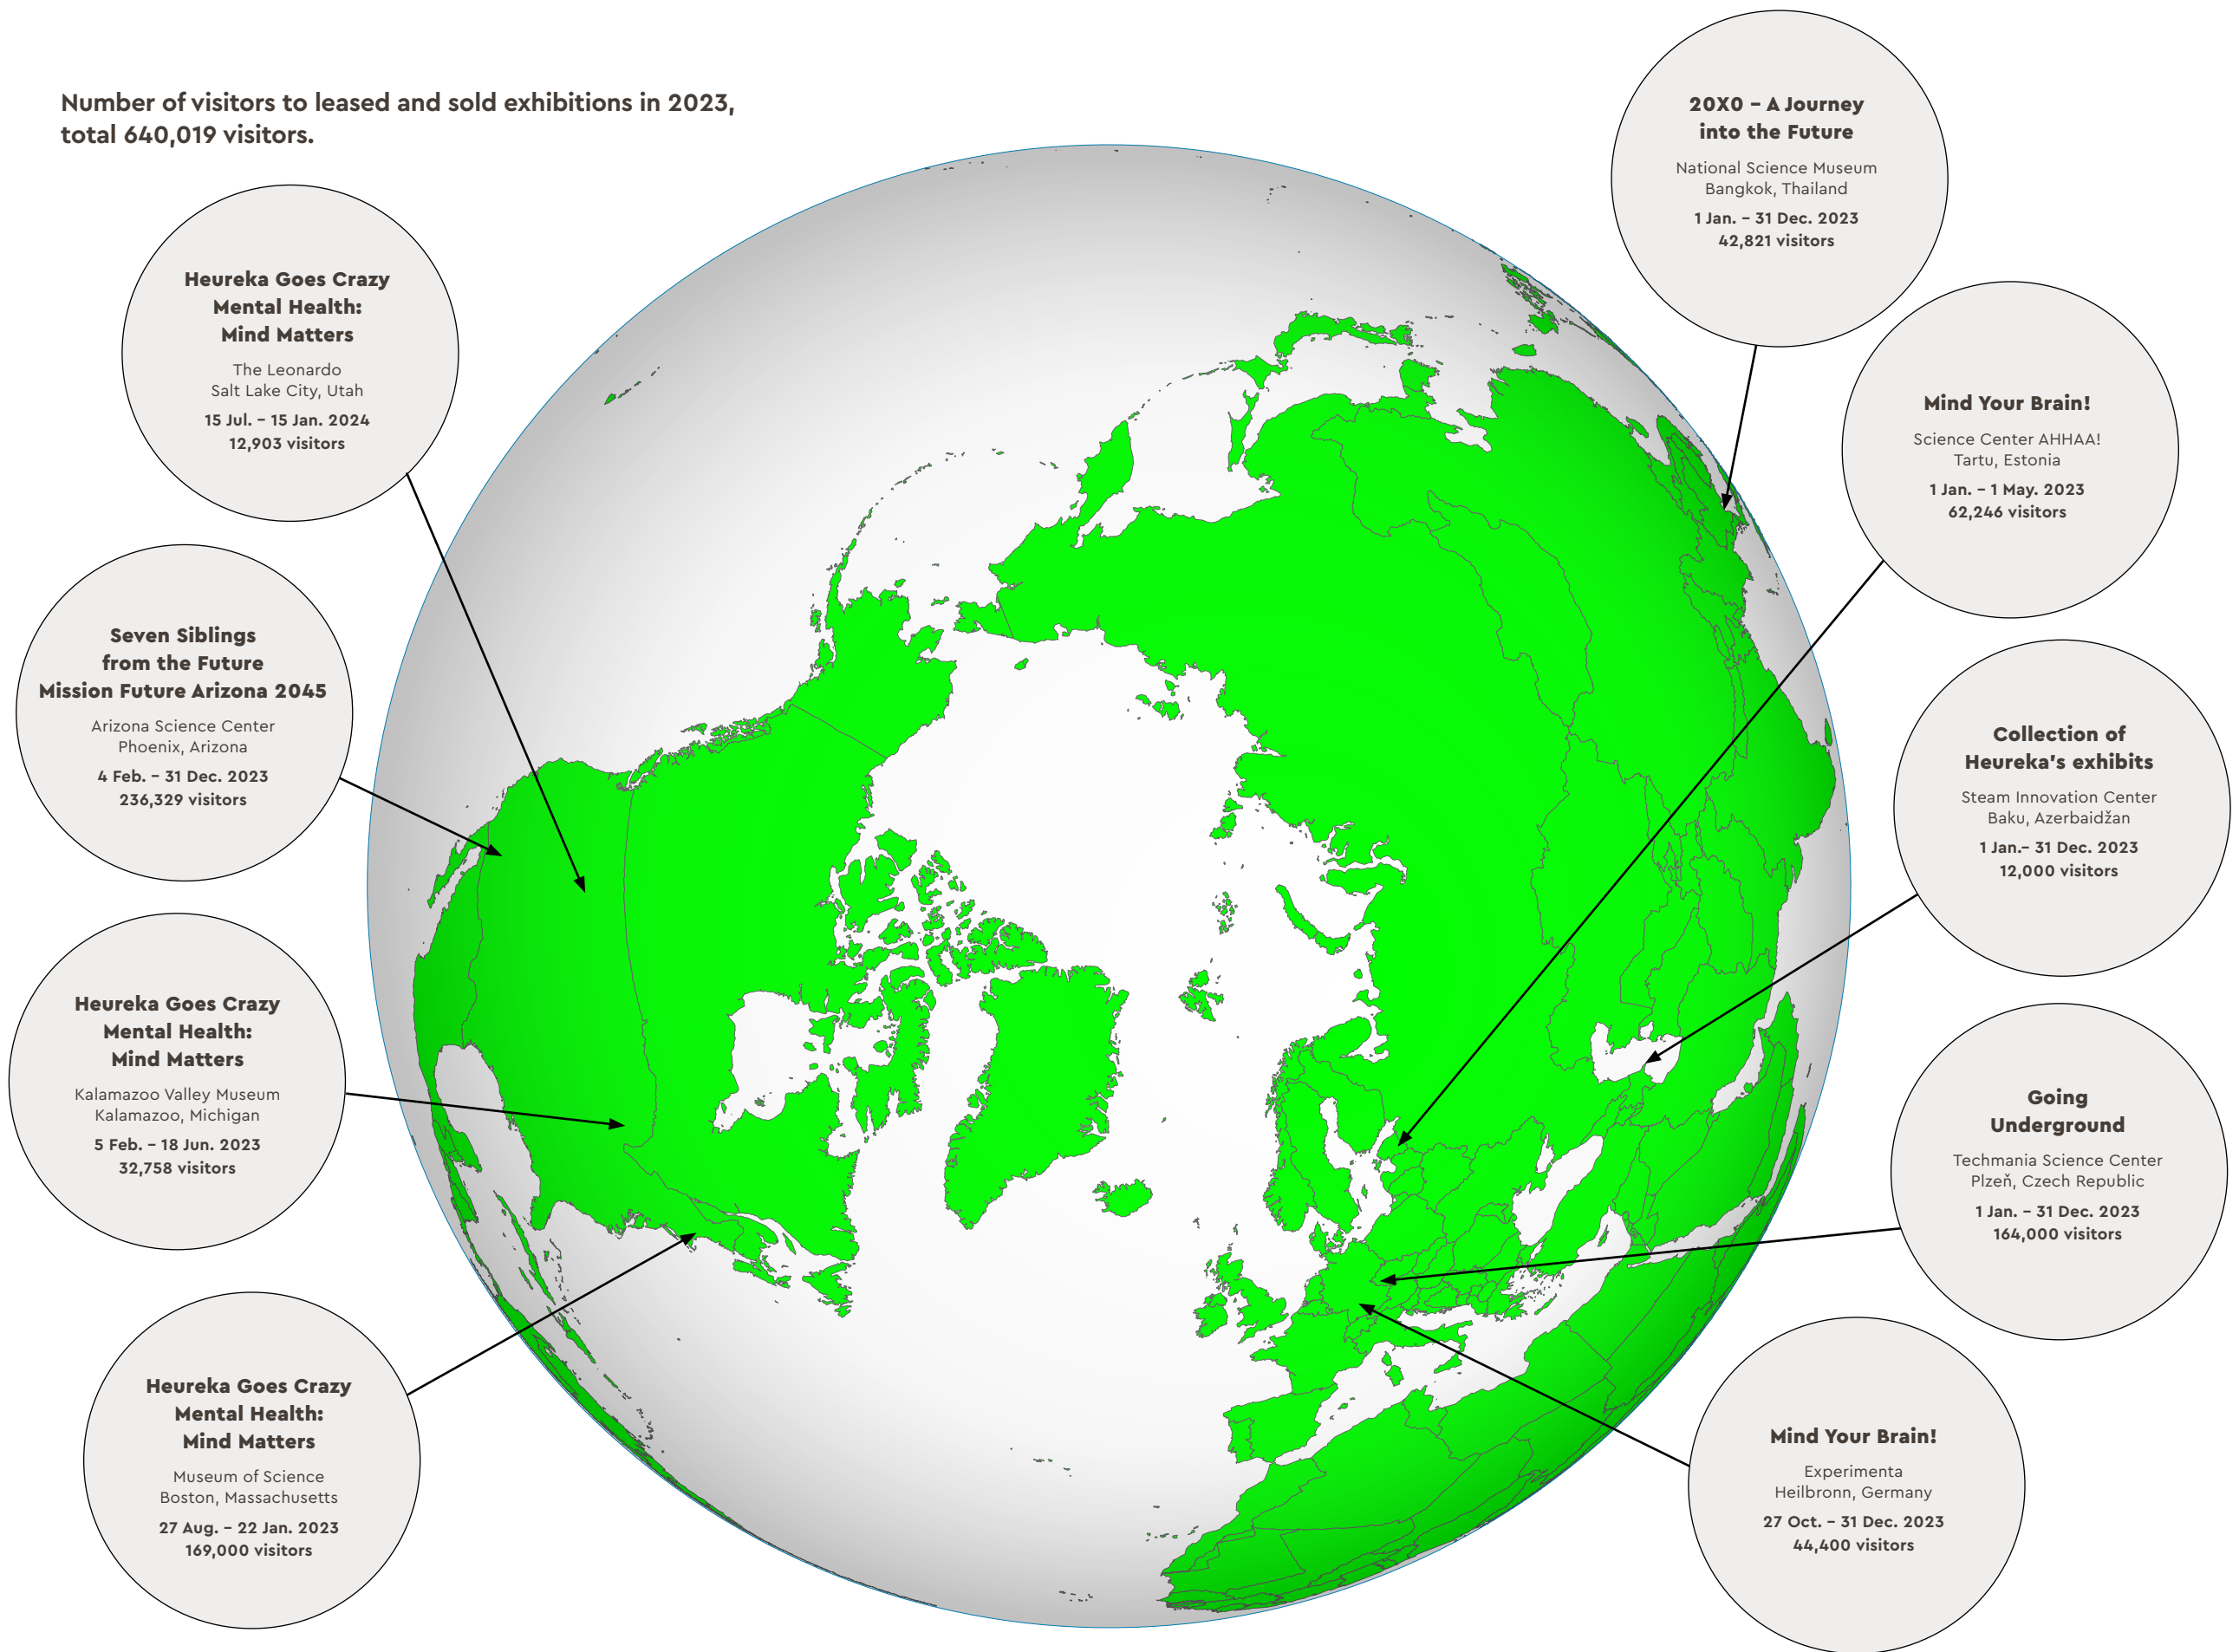 Number of visitors to leased and sold exhibitions in 2023,
total 640,019 visitors.
Heureka Goes Crazy
Mental Health:
Mind Matters
The Leonardo
Salt Lake City, Utah
15 Jul. – 15 Jan. 2024
12,903 visitors
Seven Siblings
from the Future
Mission Future Arizona 2045
Arizona Science Center
Phoenix, Arizona
4 Feb. – 31 Dec. 2023
236,329 visitors
Heureka Goes Crazy
Mental Health:
Mind Matters
Kalamazoo Valley Museum
Kalamazoo, Michigan
5 Feb. – 18 Jun. 2023
32,758 visitors
Heureka Goes Crazy
Mental Health:
Mind Matters
Museum of Science
Boston, Massachusetts
27 Aug. – 22 Jan. 2023
169,000 visitors
20X0 – A Journey
into the Future
National Science Museum
Bangkok, Thailand
1 Jan. – 31 Dec. 2023
42,821 visitors
Mind Your Brain!
Science Center AHHAA!
Tartu, Estonia
1 Jan. – 1 May. 2023
62,246 visitors
Collection of
Heureka's exhibits
Steam Innovation Center
Baku, Azerbaidžan
1 Jan.– 31 Dec. 2023
12,000 visitors
Going
Underground
Techmania Science Center
Plzeň, Czech Republic
1 Jan. – 31 Dec. 2023
164,000 visitors
Mind Your Brain!
Experimenta
Heilbronn, Germany
27 Oct. – 31 Dec. 2023
44,400 visitors